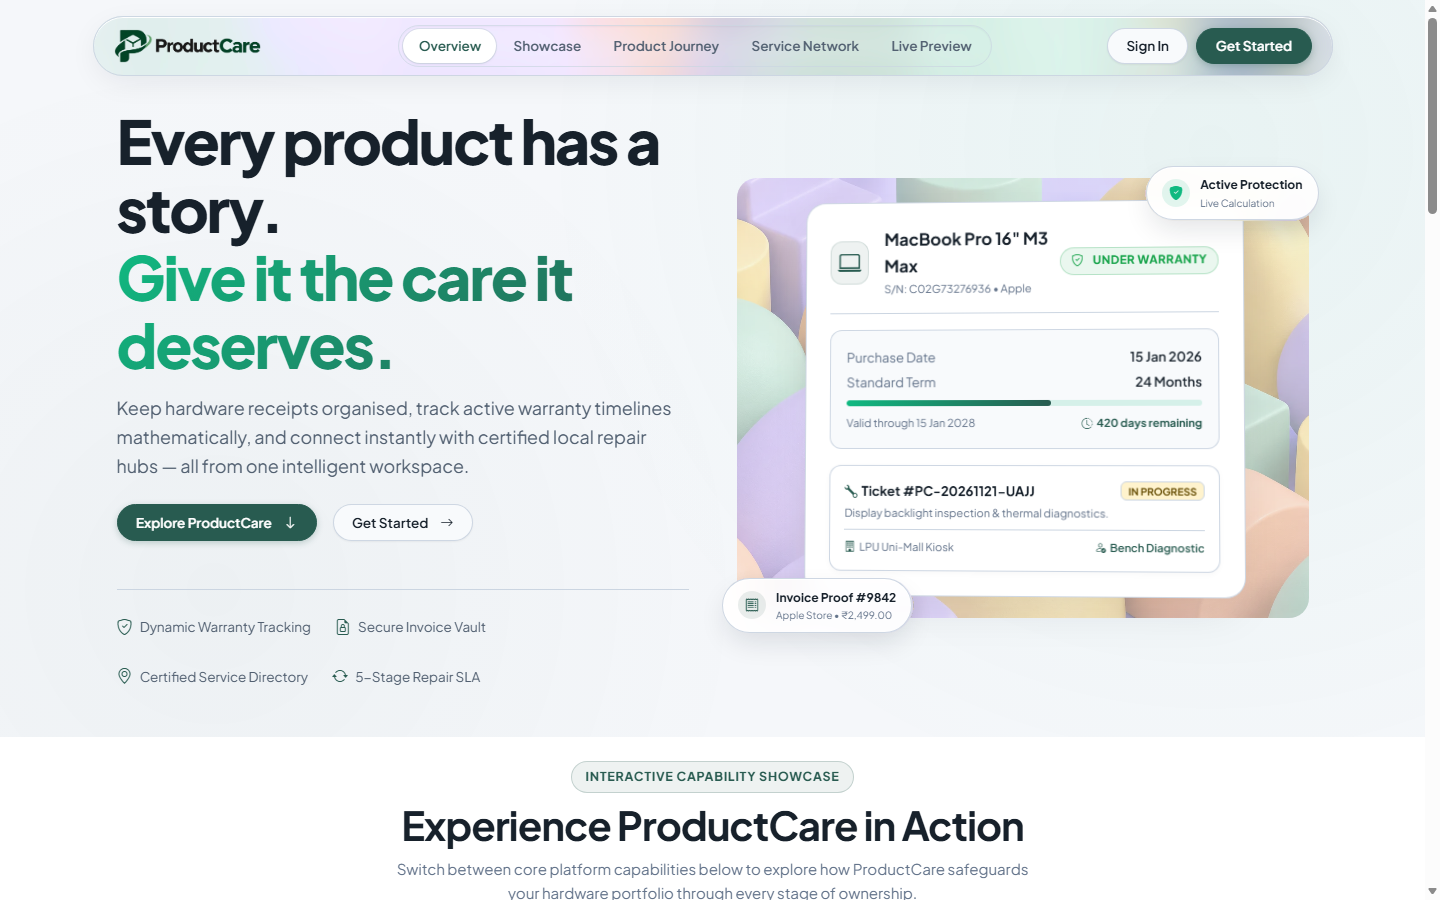 ProductCare
Overview
Showcase
Product Journey
Service Network
Live Preview
Sign In
Get Started
Every product has a
story.
Give it the care it
deserves.
Keep hardware receipts organised, track active warranty timelines
mathematically, and connect instantly with certified local repair
hubs — all from one intelligent workspace.
Explore ProductCare ↓
Get Started →
Dynamic Warranty Tracking
Secure Invoice Vault
Certified Service Directory
5-Stage Repair SLA
Active Protection
Live Calculation
MacBook Pro 16" M3
Max
S/N: C02G73276936 • Apple
UNDER WARRANTY
Purchase Date
15 Jan 2026
Standard Term
24 Months
Valid through 15 Jan 2028
420 days remaining
Ticket #PC-20261121-UAJJ
IN PROGRESS
Display backlight inspection & thermal diagnostics.
LPU Uni-Mall Kiosk
Bench Diagnostic
Invoice Proof #9842
Apple Store • ₹2,499.00
INTERACTIVE CAPABILITY SHOWCASE
Experience ProductCare in Action
Switch between core platform capabilities below to explore how ProductCare safeguards
your hardware portfolio through every stage of ownership.